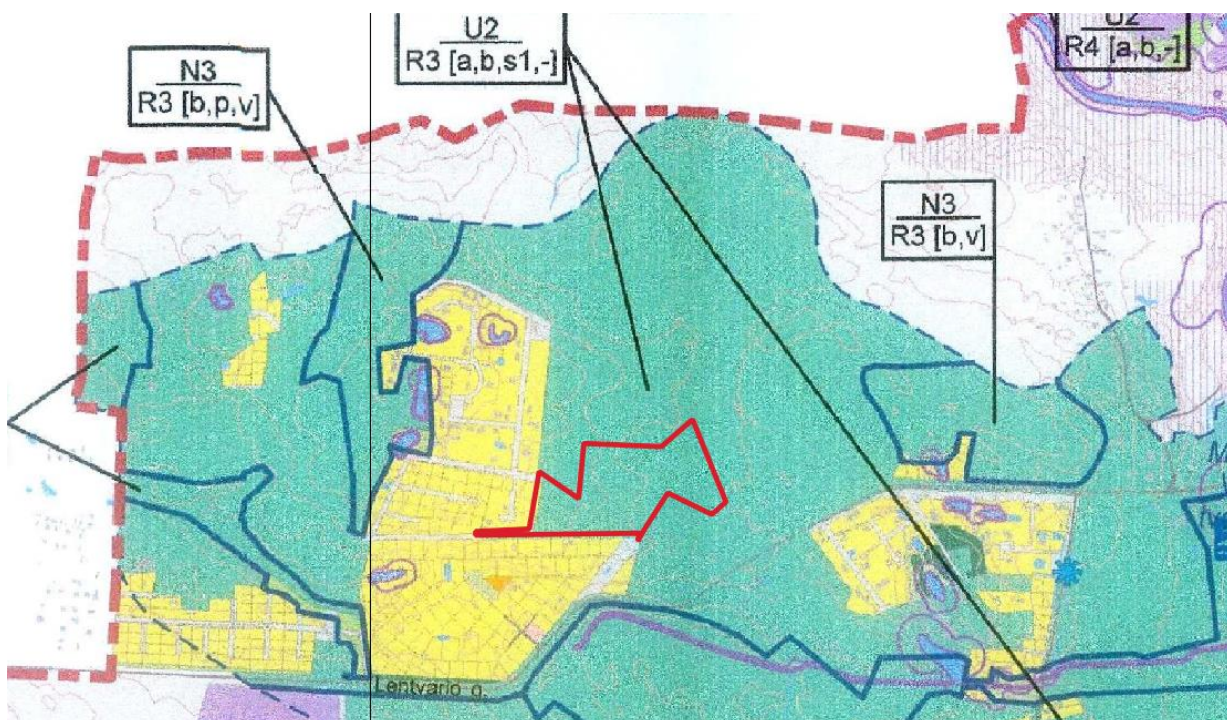 U2
R3 [a,b,s1,-]
U2
R4 [a,b,-]
N3
R3 [b,p,v]
N3
R3 [b,v]
Lentvario g.